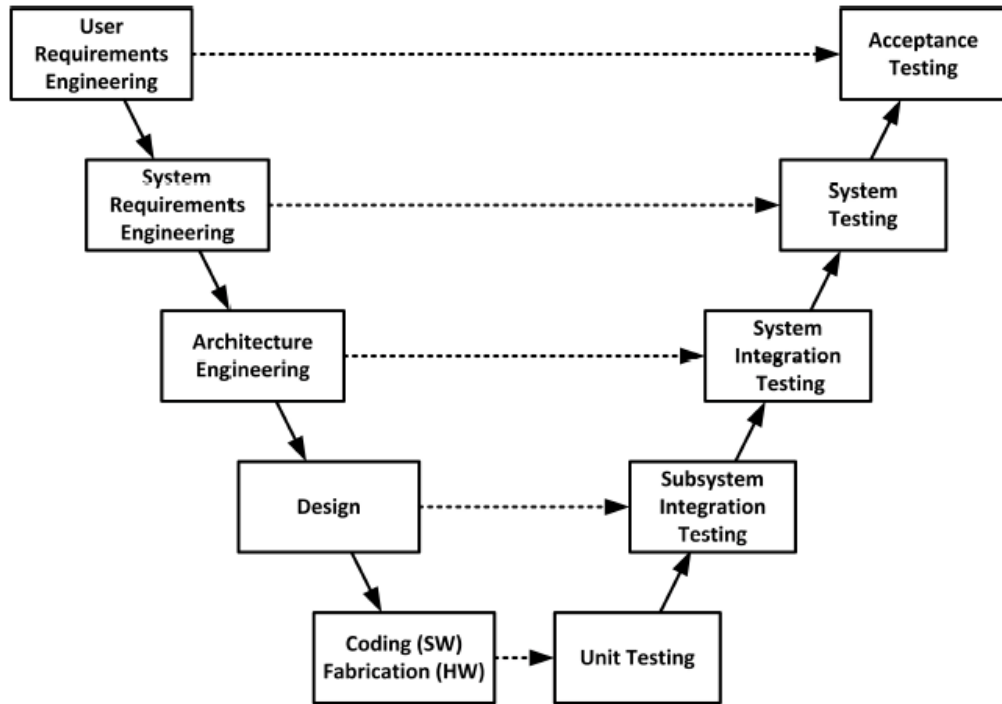 User
Requirements
Engineering
Acceptance
Testing
System
Requirements
Engineering
System
Testing
Architecture
Engineering
System
Integration
Testing
Design
Subsystem
Integration
Testing
Coding (SW)
Fabrication (HW)
Unit Testing